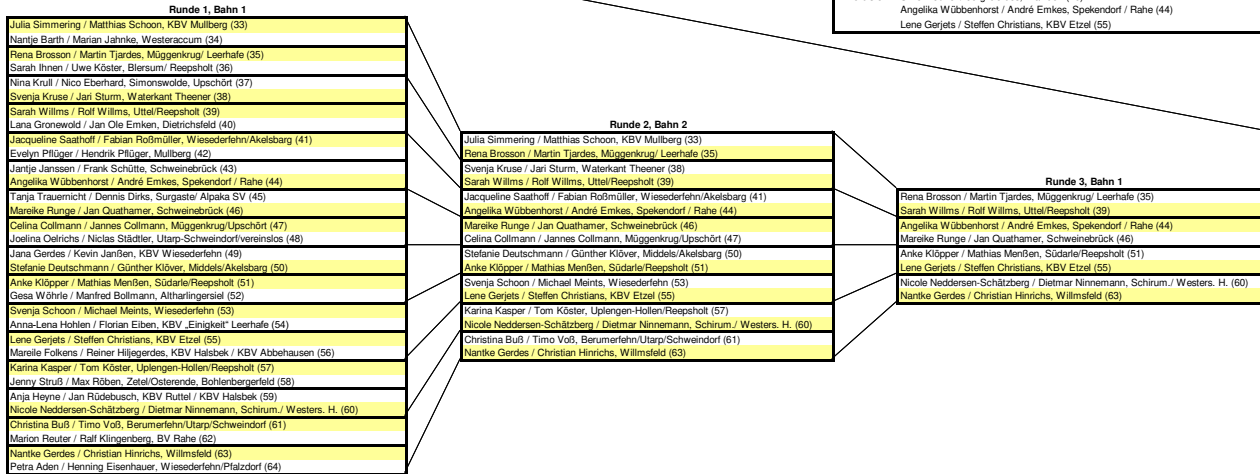 Angelika Wübbenhorst / André Emkes, Spekendorf / Rahe (44)
Lene Gerjets / Steffen Christians, KBV Etzel (55)
Runde 1, Bahn 1
Julia Simmering / Matthias Schoon, KBV Mullberg (33)
Nantje Barth / Marian Jahnke, Westeraccum (34)
Rena Brosson / Martin Tjardes, Müggenkrug/ Leerhafe (35)
Sarah Ihnen / Uwe Köster, Blersum/ Reepsholt (36)
Nina Krull / Nico Eberhard, Simonswolde, Upschört (37)
Svenja Kruse / Jari Sturm, Waterkant Theener (38)
Sarah Willms / Rolf Willms, Uttel/Reepsholt (39)
Lana Gronewold / Jan Ole Emken, Dietrichsfeld (40)
Jacqueline Saathoff / Fabian Roßmüller, Wiesederfehn/Akelsbarg (41)
Evelyn Pflüger / Hendrik Pflüger, Mullberg (42)
Jantje Janssen / Frank Schütte, Schweinebrück (43)
Angelika Wübbenhorst / André Emkes, Spekendorf / Rahe (44)
Tanja Trauernicht / Dennis Dirks, Surgaste/ Alpaka SV (45)
Mareike Runge / Jan Quathamer, Schweinebrück (46)
Celina Collmann / Jannes Collmann, Müggenkrug/Upschört (47)
Joelina Oelrichs / Niclas Städtler, Utarp-Schweindorf/vereinslos (48)
Jana Gerdes / Kevin Janßen, KBV Wiesederfehn (49)
Stefanie Deutschmann / Günther Klöver, Middels/Akelsbarg (50)
Anke Klöpper / Mathias Menßen, Südarle/Reepsholt (51)
Gesa Wöhrle / Manfred Bollmann, Altharlingersiel (52)
Svenja Schoon / Michael Meints, Wiesederfehn (53)
Anna-Lena Hohlen / Florian Eiben, KBV „Einigkeit" Leerhafe (54)
Lene Gerjets / Steffen Christians, KBV Etzel (55)
Mareile Folkens / Reiner Hiljegerdes, KBV Halsbek / KBV Abbehausen (56)
Karina Kasper / Tom Köster, Uplengen-Hollen/Reepsholt (57)
Jenny Struß / Max Röben, Zetel/Osterende, Bohlenbergerfeld (58)
Anja Heyne / Jan Rüdebusch, KBV Ruttel / KBV Halsbek (59)
Nicole Neddersen-Schätzberg / Dietmar Ninnemann, Schirum./ Westers. H. (60)
Christina Buß / Timo Voß, Berumerfehn/Utarp/Schweindorf (61)
Marion Reuter / Ralf Klingenberg, BV Rahe (62)
Nantke Gerdes / Christian Hinrichs, Willmsfeld (63)
Petra Aden / Henning Eisenhauer, Wiesederfehn/Pfalzdorf (64)
Runde 2, Bahn 2
Julia Simmering / Matthias Schoon, KBV Mullberg (33)
Rena Brosson / Martin Tjardes, Müggenkrug/ Leerhafe (35)
Svenja Kruse / Jari Sturm, Waterkant Theener (38)
Sarah Willms / Rolf Willms, Uttel/Reepsholt (39)
Jacqueline Saathoff / Fabian Roßmüller, Wiesederfehn/Akelsbarg (41)
Angelika Wübbenhorst / André Emkes, Spekendorf / Rahe (44)
Mareike Runge / Jan Quathamer, Schweinebrück (46)
Celina Collmann / Jannes Collmann, Müggenkrug/Upschört (47)
Stefanie Deutschmann / Günther Klöver, Middels/Akelsbarg (50)
Anke Klöpper / Mathias Menßen, Südarle/Reepsholt (51)
Svenja Schoon / Michael Meints, Wiesederfehn (53)
Lene Gerjets / Steffen Christians, KBV Etzel (55)
Karina Kasper / Tom Köster, Uplengen-Hollen/Reepsholt (57)
Nicole Neddersen-Schätzberg / Dietmar Ninnemann, Schirum./ Westers. H. (60)
Christina Buß / Timo Voß, Berumerfehn/Utarp/Schweindorf (61)
Nantke Gerdes / Christian Hinrichs, Willmsfeld (63)
Runde 3, Bahn 1
Rena Brosson / Martin Tjardes, Müggenkrug/ Leerhafe (35)
Sarah Willms / Rolf Willms, Uttel/Reepsholt (39)
Angelika Wübbenhorst / André Emkes, Spekendorf / Rahe (44)
Mareike Runge / Jan Quathamer, Schweinebrück (46)
Anke Klöpper / Mathias Menßen, Südarle/Reepsholt (51)
Lene Gerjets / Steffen Christians, KBV Etzel (55)
Nicole Neddersen-Schätzberg / Dietmar Ninnemann, Schirum./ Westers. H. (60)
Nantke Gerdes / Christian Hinrichs, Willmsfeld (63)